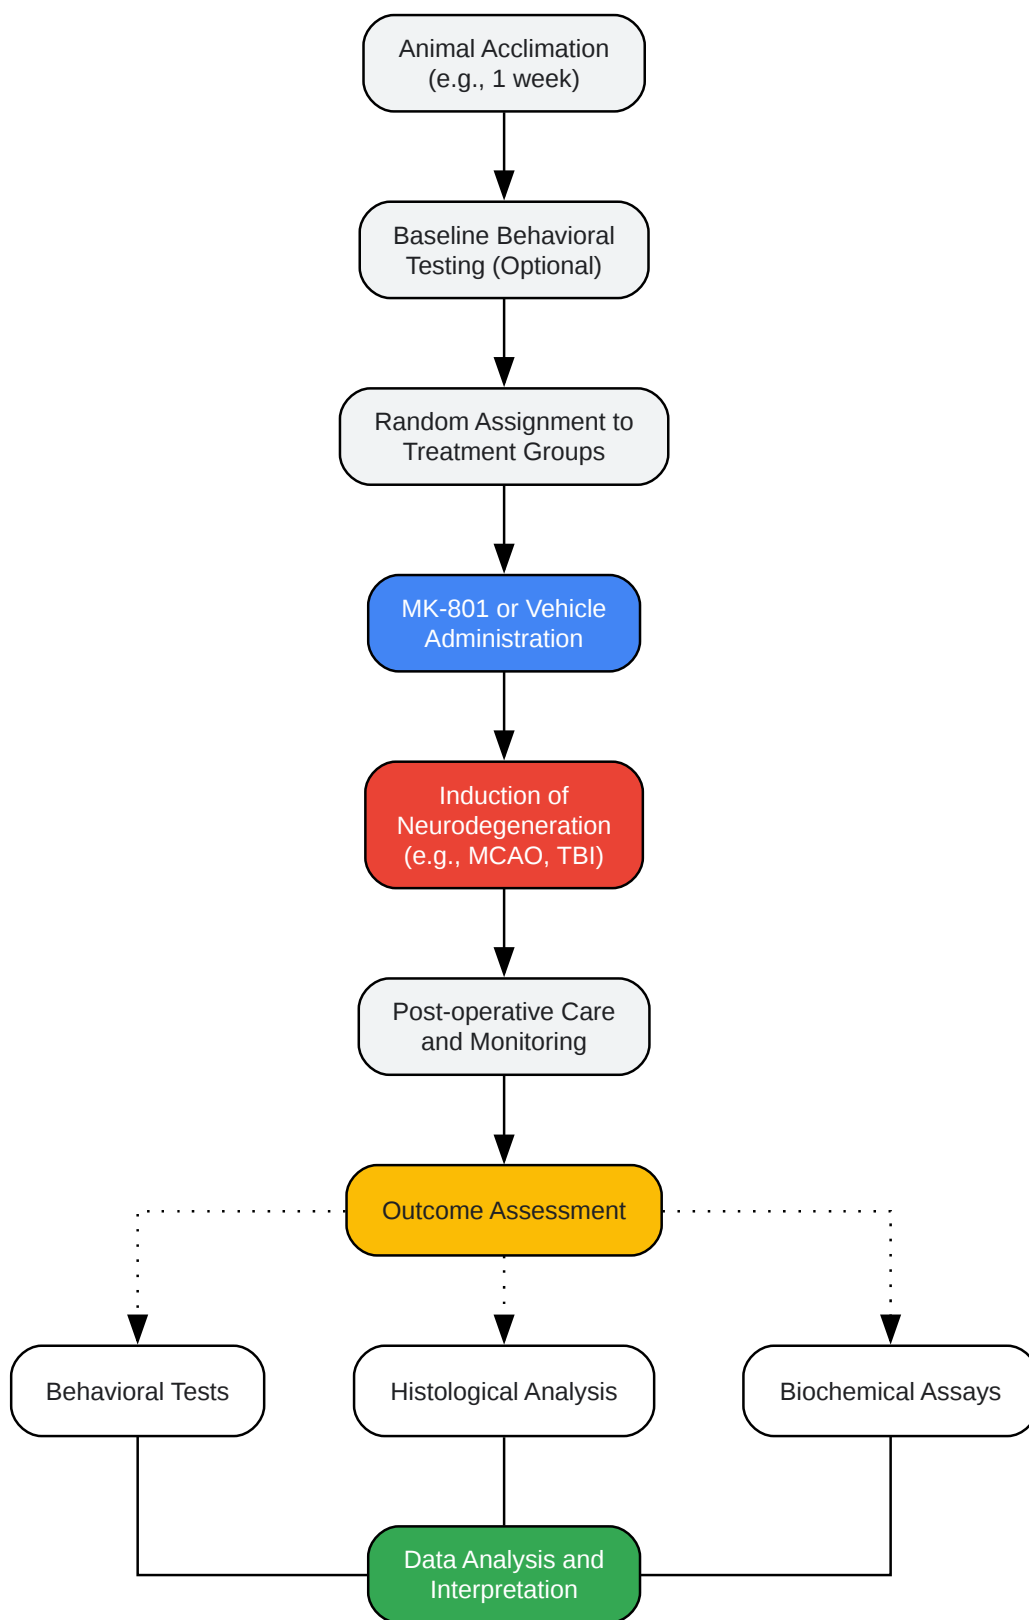 Animal Acclimation
(e.g., 1 week)
Baseline Behavioral
Testing (Optional)
Random Assignment to
Treatment Groups
MK-801 or Vehicle
Administration
Induction of
Neurodegeneration
(e.g., MCAO, TBI)
Post-operative Care
and Monitoring
Outcome Assessment
Behavioral Tests
Histological Analysis
Biochemical Assays
Data Analysis and
Interpretation